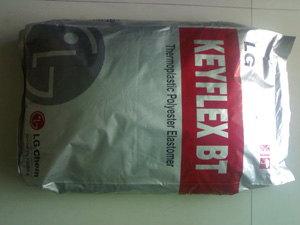 LG
KEYFLEX BT
Thermoplastic Polyester Elastomer
LG Chem